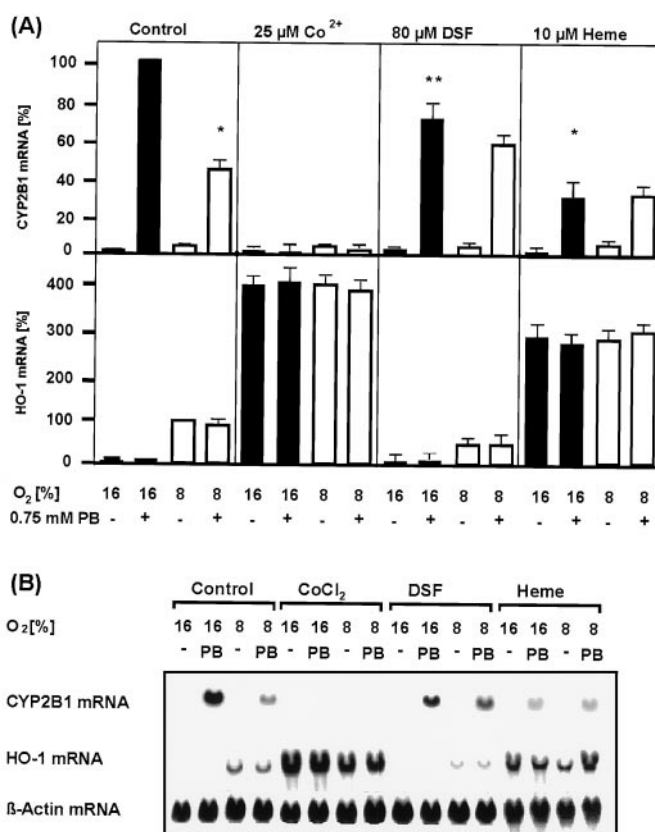 (A)
Control 25 µM Co 2+ 80 µM DSF 10 µM Heme
CYP2B1 mRNA [%]
100
80
60
40
20
0
* ** *
HO-1 mRNA [%]
400
300
100
0
O2 [%] 16 16 8 8 16 16 8 8 16 16 8 8 16 16 8 8
0.75 mM PB - + - + - + - + - + - + - + - +
(B)
Control CoCl2 DSF Heme
O2[%] 16 16 8 8 16 16 8 8 16 16 8 8 16 16 8 8
- PB - PB - PB - PB - PB - PB - PB - PB
CYP2B1 mRNA
HO-1 mRNA
ß-Actin mRNA